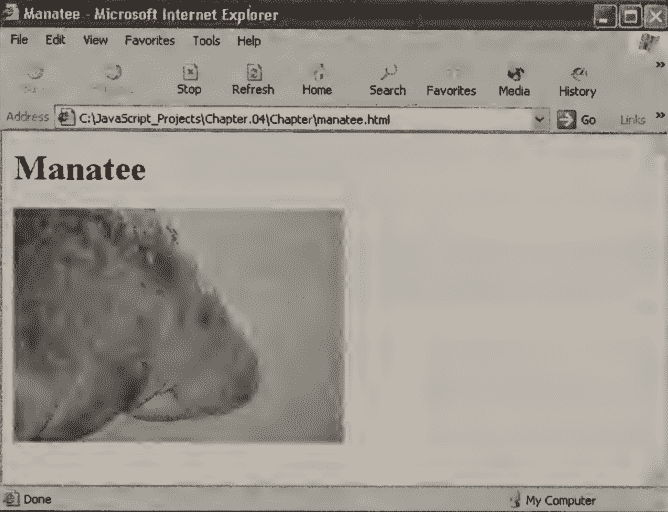 Manatee - Microsoft Internet Explorer
File Edit View Favorites Tools Help
Stop Refresh Home Search Favorites Media History »
Address C:\JavaScript_Projects\Chapter.04\Chapter\manatee.html Go Links »
Manatee
Done My Computer